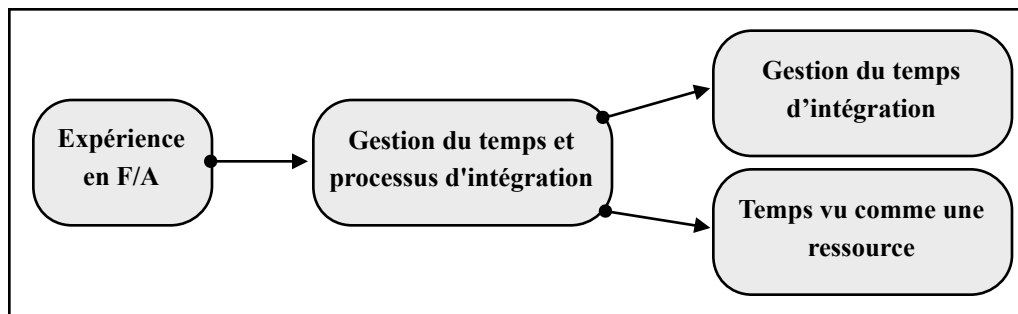 Expérience
en F/A
Gestion du temps et
processus d'intégration
Gestion du temps
d’intégration
Temps vu comme une
ressource